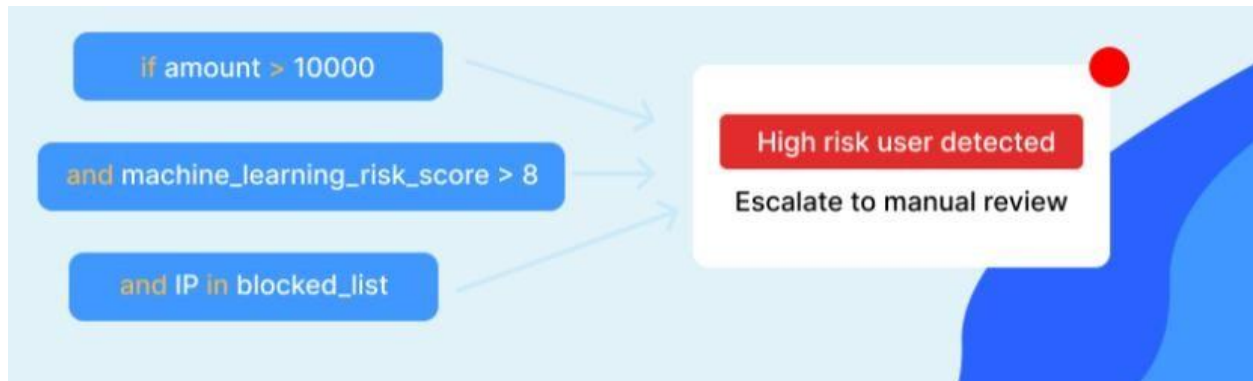 if amount > 10000
and machine_learning_risk_score > 8
and IP in blocked_list
High risk user detected
Escalate to manual review